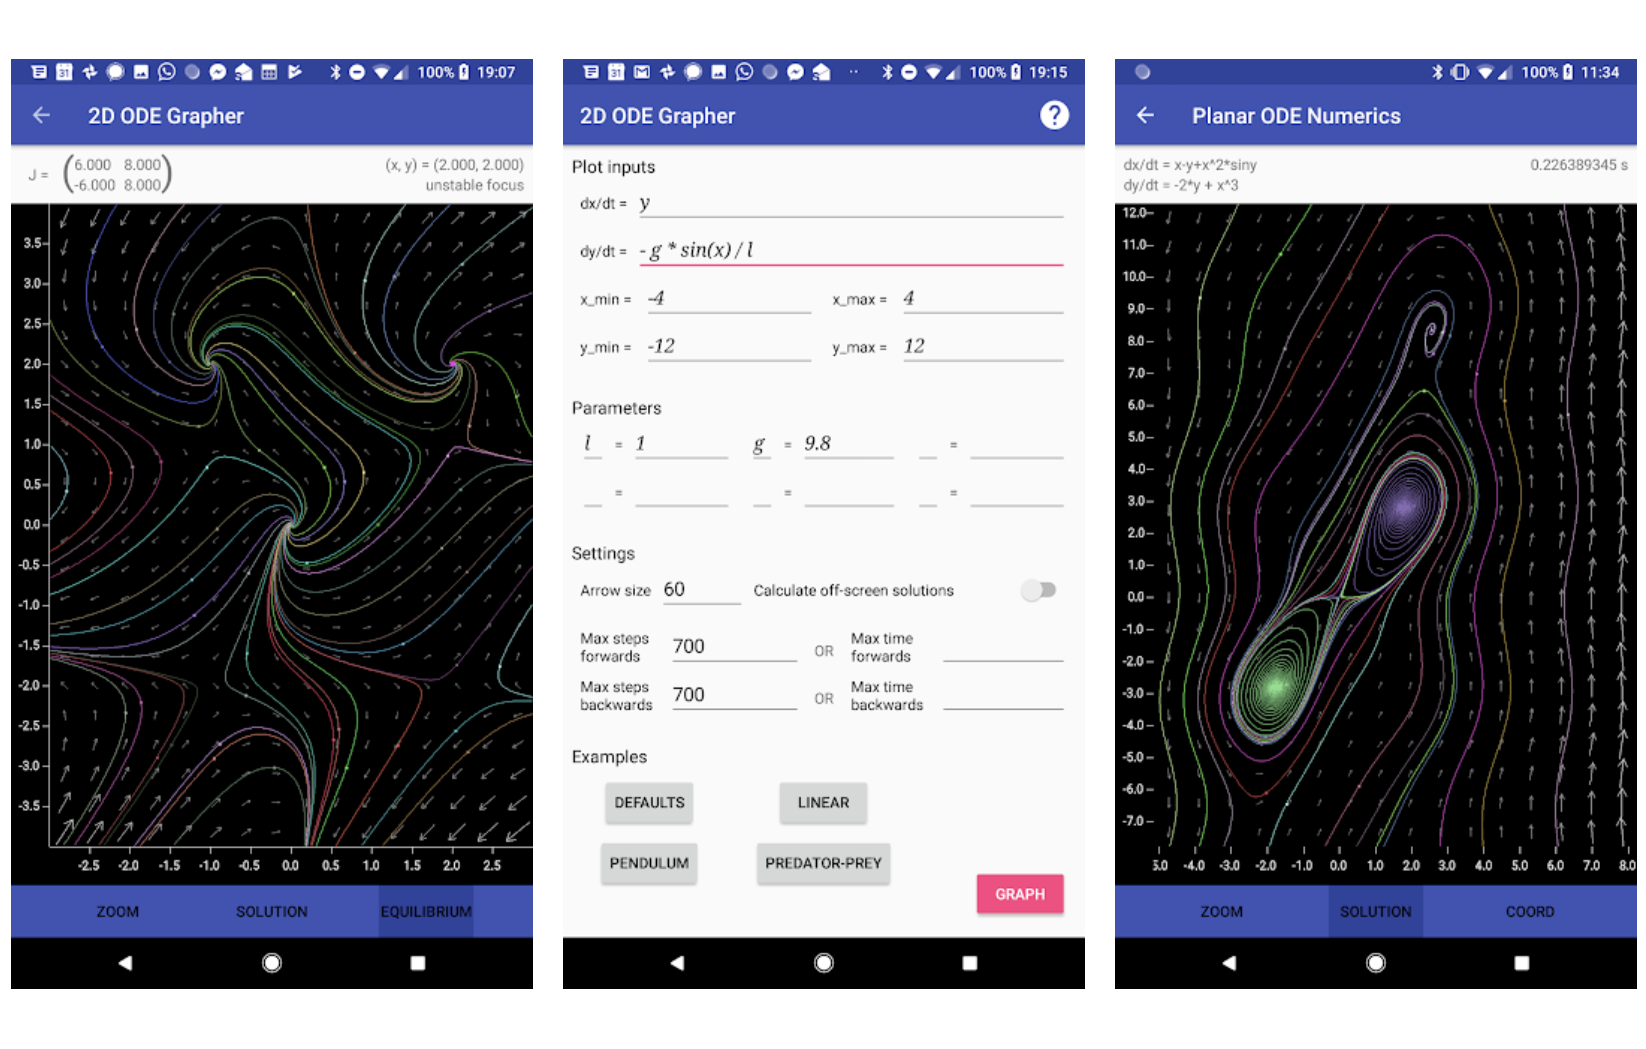 31 100% 19:07
2D ODE Grapher
J = (6.000 8.000 -6.000 8.000)
(x, y) = (2.000, 2.000)
unstable focus
3.5
3.0
2.5
2.0
1.5
1.0
0.5
0.0
-0.5
-1.0
-1.5
-2.0
-2.5
-3.0
-3.5
-2.5 -2.0 -1.5 -1.0 -0.5 0.0 0.5 1.0 1.5 2.0 2.5
ZOOM SOLUTION EQUILIBRIUM
31 100% 19:15
2D ODE Grapher ?
Plot inputs
dx/dt = y
dy/dt = - g * sin(x) / l
x_min = -4 x_max = 4
y_min = -12 y_max = 12
Parameters
l = 1 g = 9.8 =
= = =
Settings
Arrow size 60 Calculate off-screen solutions
Max steps forwards 700 OR Max time forwards
Max steps backwards 700 OR Max time backwards
Examples
DEFAULTS LINEAR
PENDULUM PREDATOR-PREY
GRAPH
100% 11:34
Planar ODE Numerics
dx/dt = x-y+x^2*siny 0.226389345 s
dy/dt = -2*y + x^3
12.0
11.0
10.0
9.0
8.0
7.0
6.0
5.0
4.0
3.0
2.0
1.0
0.0
-1.0
-2.0
-3.0
-4.0
-5.0
-6.0
-7.0
5.0 -4.0 -3.0 -2.0 -1.0 0.0 1.0 2.0 3.0 4.0 5.0 6.0 7.0 8.0
ZOOM SOLUTION COORD